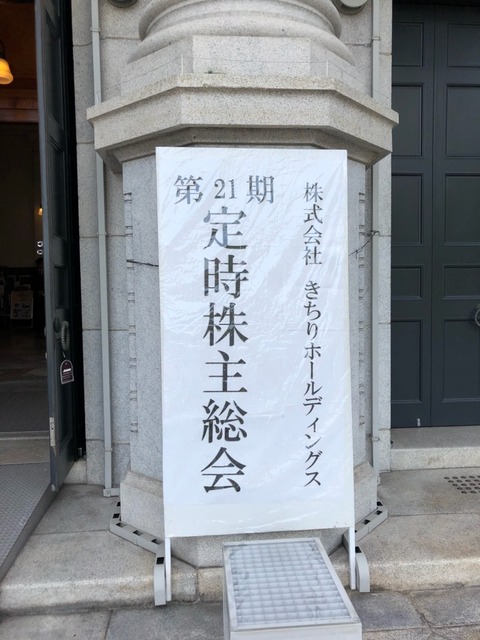 株式会社 きちりホールディングス
第21期
定時株主総会